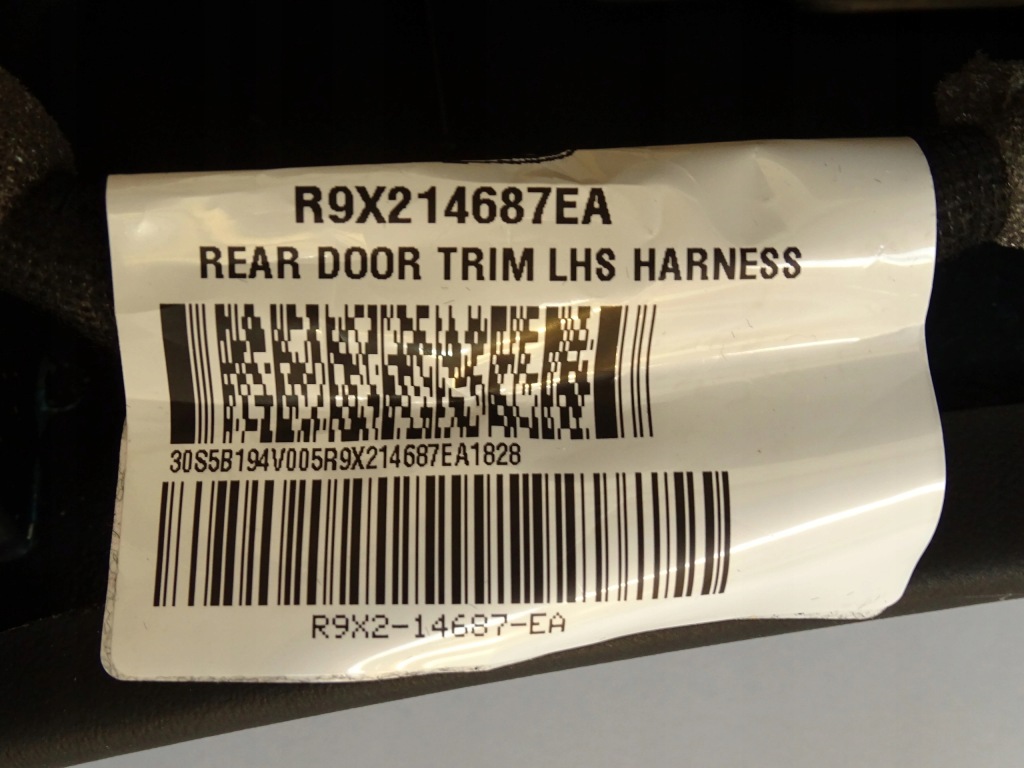 R9X214687EA
REAR DOOR TRIM LHS HARNESS
30S5B194V005R9X214687EA1828
R9X2-14687-EA